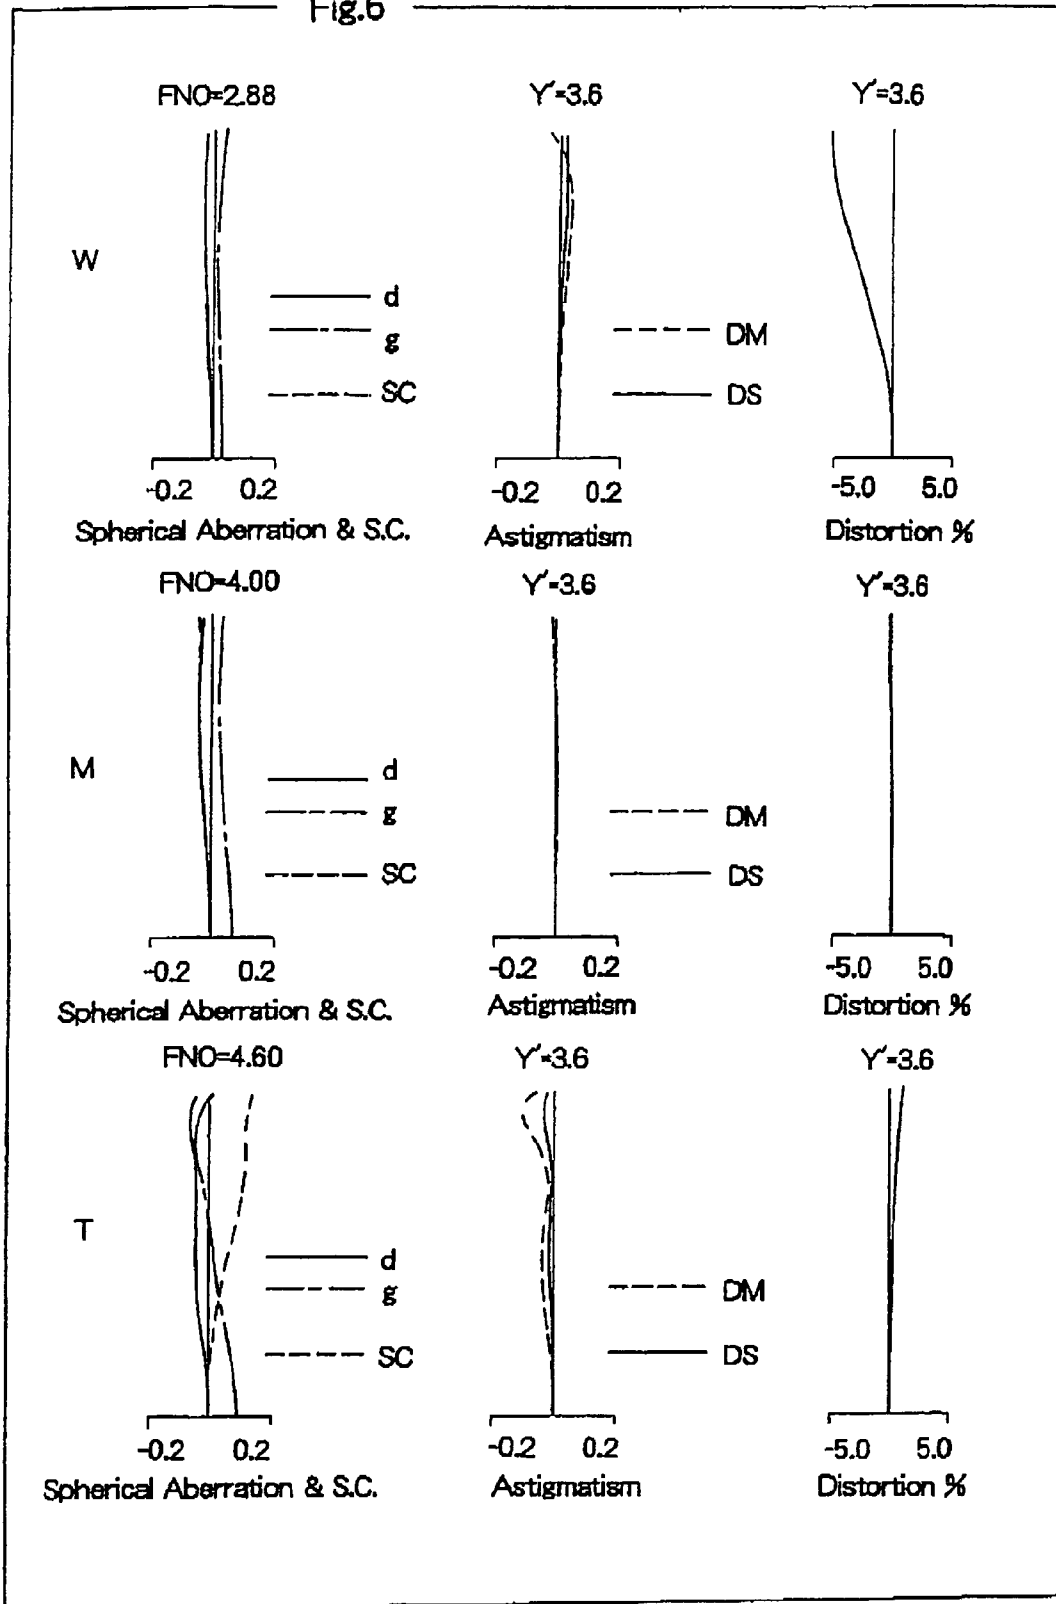 Fig.6
FNO=2.88 Y'=3.6 Y'=3.6
W
d
g
SC
DM
DS
-0.2 0.2 -0.2 0.2 -5.0 5.0
Spherical Aberration & S.C. Astigmatism Distortion %
FNO=4.00 Y'=3.6 Y'=3.6
M
d
g
SC
DM
DS
-0.2 0.2 -0.2 0.2 -5.0 5.0
Spherical Aberration & S.C. Astigmatism Distortion %
FNO=4.60 Y'=3.6 Y'=3.6
T
d
g
SC
DM
DS
-0.2 0.2 -0.2 0.2 -5.0 5.0
Spherical Aberration & S.C. Astigmatism Distortion %